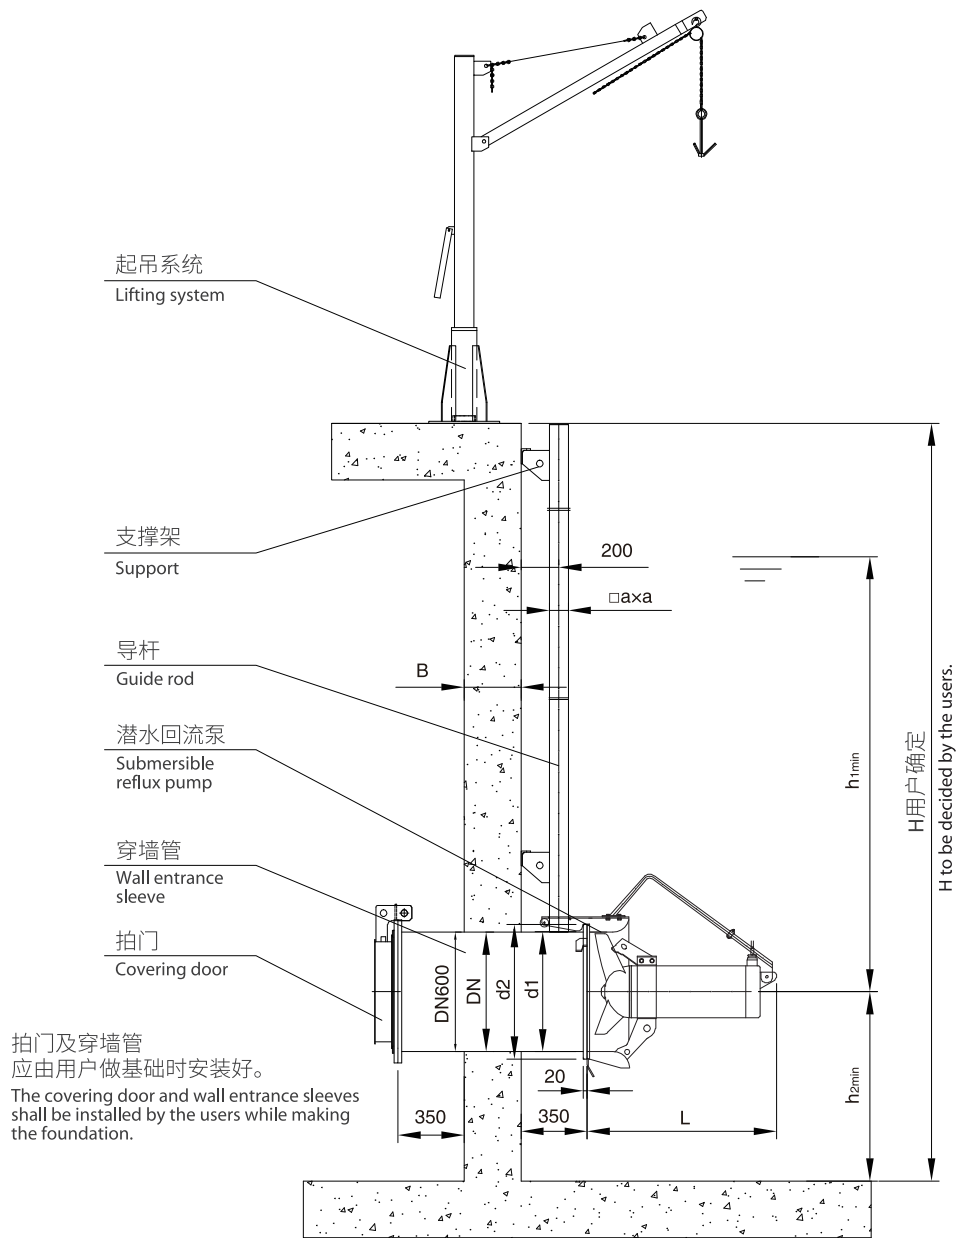 起吊系统
Lifting system
支撑架
Support
200
□a×a
导杆
Guide rod
B
潜水回流泵
Submersible
reflux pump
h1min
H用户确定
H to be decided by the users.
穿墙管
Wall entrance
sleeve
拍门
Covering door
DN600
DN
d2
d1
拍门及穿墙管
应由用户做基础时安装好。
The covering door and wall entrance sleeves
shall be installed by the users while making
the foundation.
20
h2min
350
350
L